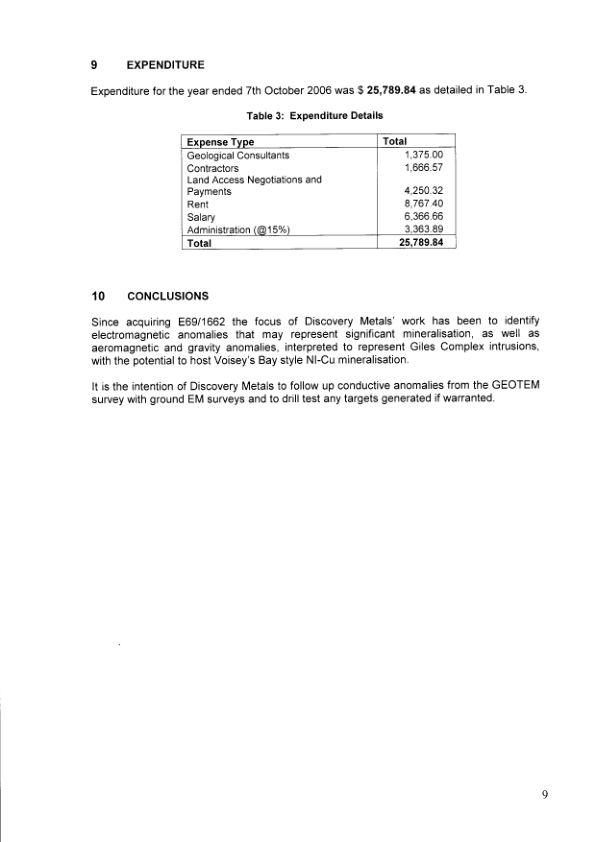 9 EXPENDITURE
Expenditure for the year ended 7th October 2006 was $ 25,789.84 as detailed in Table 3.
Table 3: Expenditure Details
Expense Type Total
Geological Consultants 1,375.00
Contractors 1,666.57
Land Access Negotiations and
Payments 4,250.32
Rent 8,767.40
Salary 6,366.66
Administration (@15%) 3,363.89
Total 25,789.84
10 CONCLUSIONS
Since acquiring E69/1662 the focus of Discovery Metals' work has been to identify
electromagnetic anomalies that may represent significant mineralisation, as well as
aeromagnetic and gravity anomalies, interpreted to represent Giles Complex intrusions,
with the potential to host Voisey's Bay style NI-Cu mineralisation.
It is the intention of Discovery Metals to follow up conductive anomalies from the GEOTEM
survey with ground EM surveys and to drill test any targets generated if warranted.
9